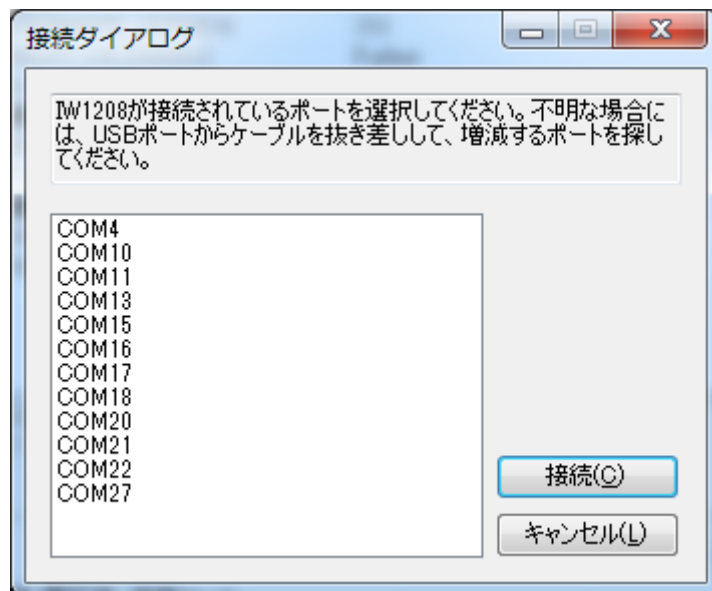 接続ダイアログ
IW1208が接続されているポートを選択してください。不明な場合に
は、USBポートからケーブルを抜き差しして、増減するポートを探し
てください。
COM4
COM10
COM11
COM13
COM15
COM16
COM17
COM18
COM20
COM21
COM22
COM27
接続(C)
キャンセル(L)